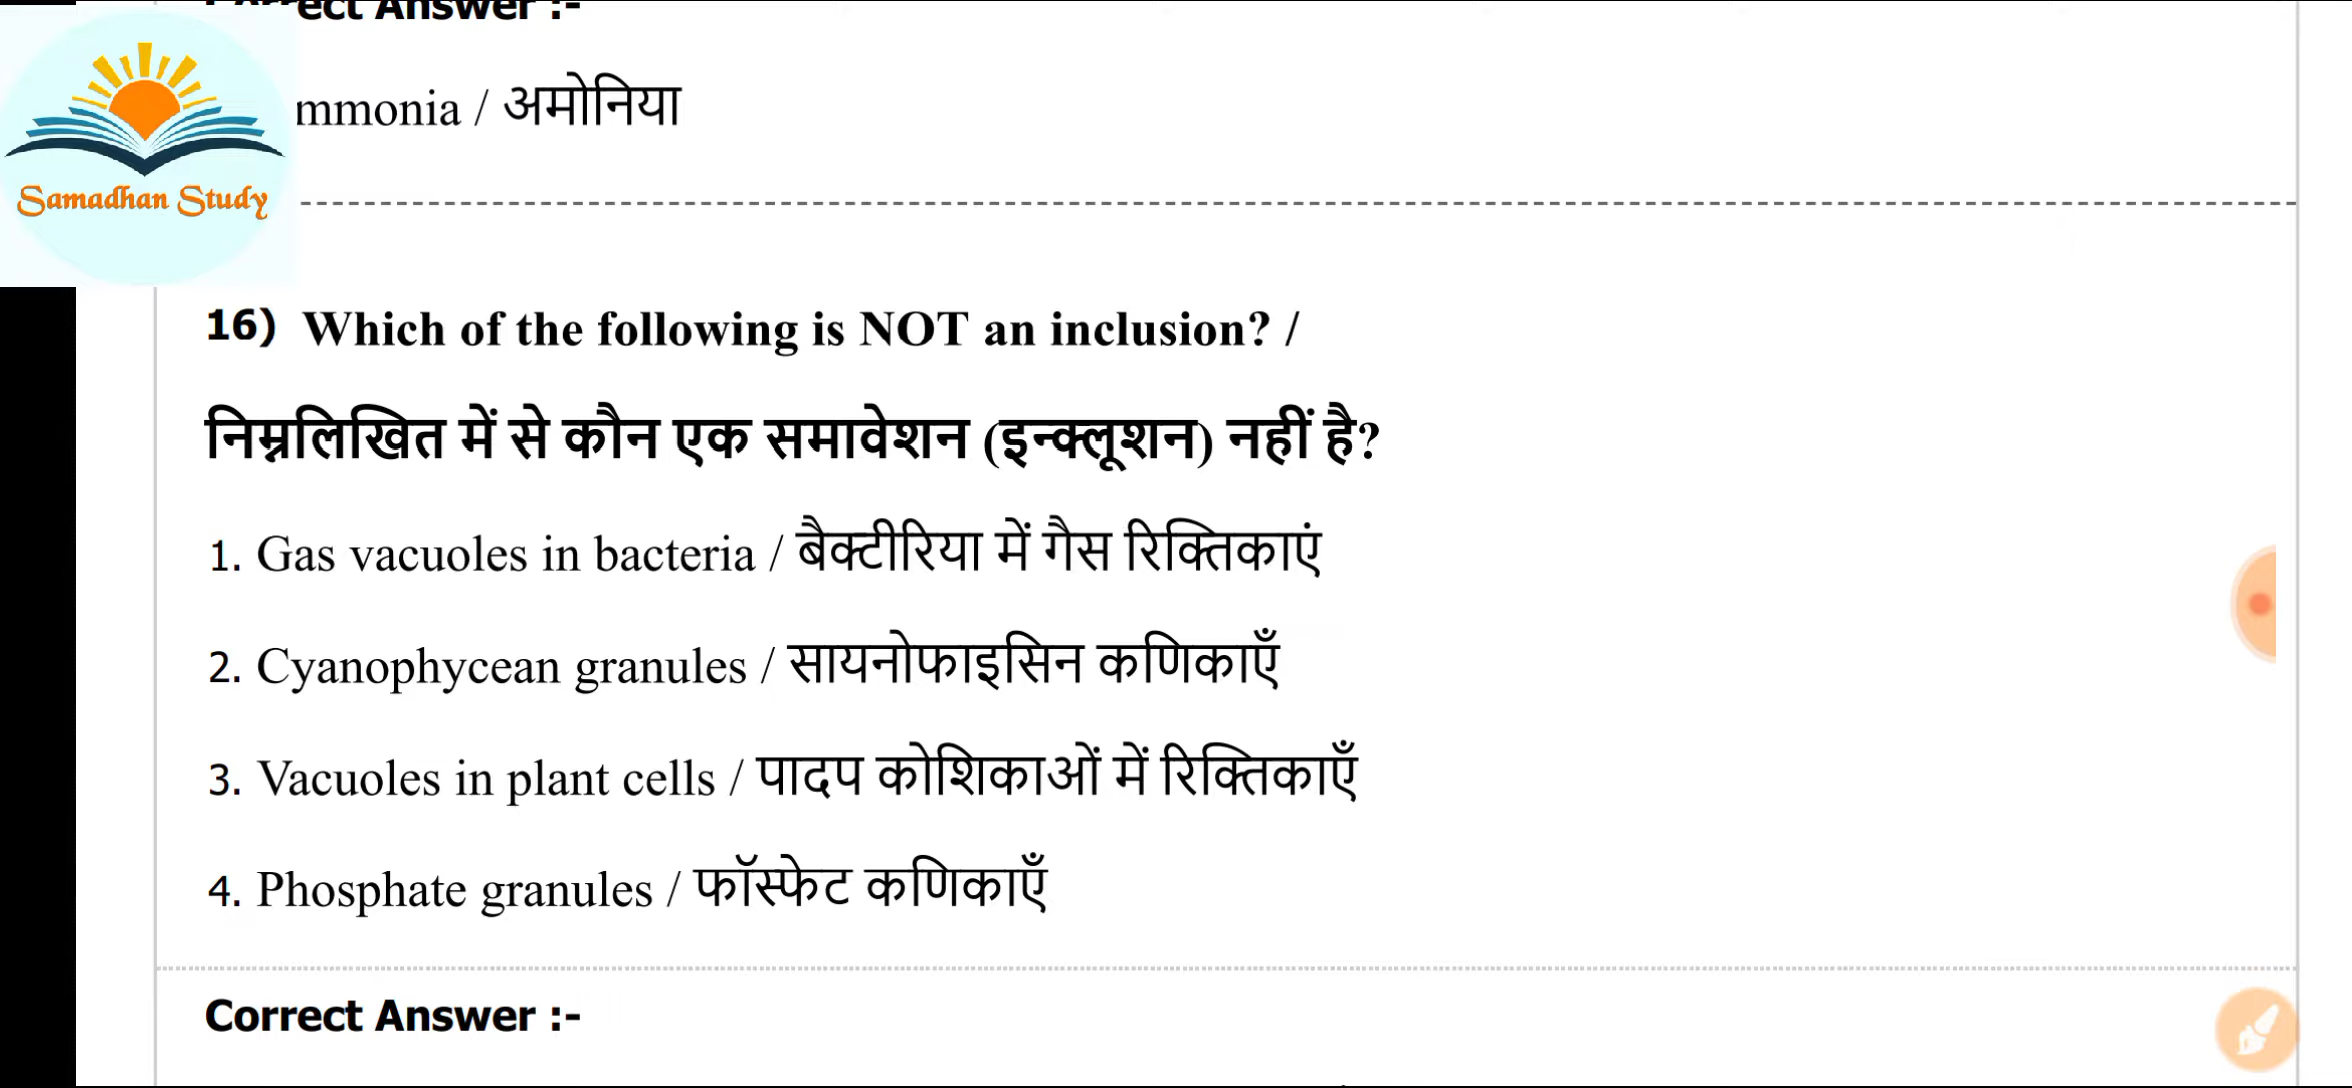 ect Answer :-
mmonia / अमोनिया
Samadhan Study
16) Which of the following is NOT an inclusion? /
निम्नलिखित में से कौन एक समावेशन (इन्क्लूशन) नहीं है?
1. Gas vacuoles in bacteria / बैक्टीरिया में गैस रिक्तिकाएं
2. Cyanophycean granules / सायनोफाइसिन कणिकाएँ
3. Vacuoles in plant cells / पादप कोशिकाओं में रिक्तिकाएँ
4. Phosphate granules / फॉस्फेट कणिकाएँ
Correct Answer :-